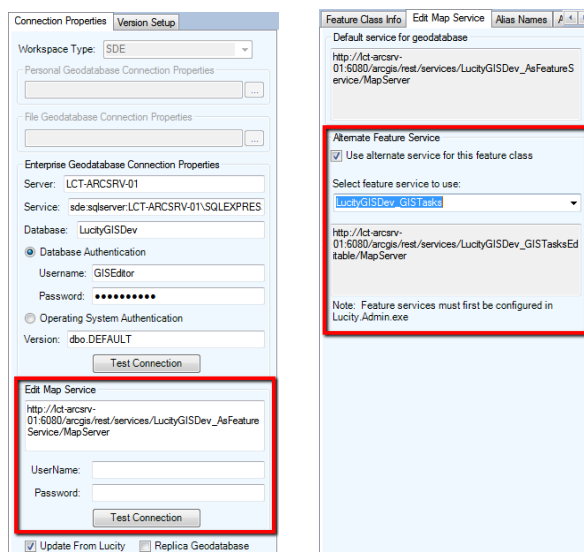 Connection Properties Version Setup
Workspace Type: SDE
Personal Geodatabase Connection Properties
...
File Geodatabase Connection Properties
...
Enterprise Geodatabase Connection Properties
Server: LCT-ARCSRV-01
Service: sde:sqlserver:LCT-ARCSRV-01\SQLEXPRES
Database: LucityGISDev
Database Authentication
Username: GISEditor
Password: ●●●●●●●●●●
Operating System Authentication
Version: dbo.DEFAULT
Test Connection
Edit Map Service
http://lct-arcsrv-
01:6080/arcgis/rest/services/LucityGISDev_AsFeature
Service/MapServer
UserName:
Password:
Test Connection
Update From Lucity Replica Geodatabase
Feature Class Info Edit Map Service Alias Names A
Default service for geodatabase
http://lct-arcsrv-
01:6080/arcgis/rest/services/LucityGISDev_AsFeatureS
ervice/MapServer
Alternate Feature Service
Use alternate service for this feature class
Select feature service to use:
LucityGISDev_GISTasks
http://lct-arcsrv-
01:6080/arcgis/rest/services/LucityGISDev_GISTasksEd
itable/MapServer
Note: Feature services must first be configured in
Lucity.Admin.exe